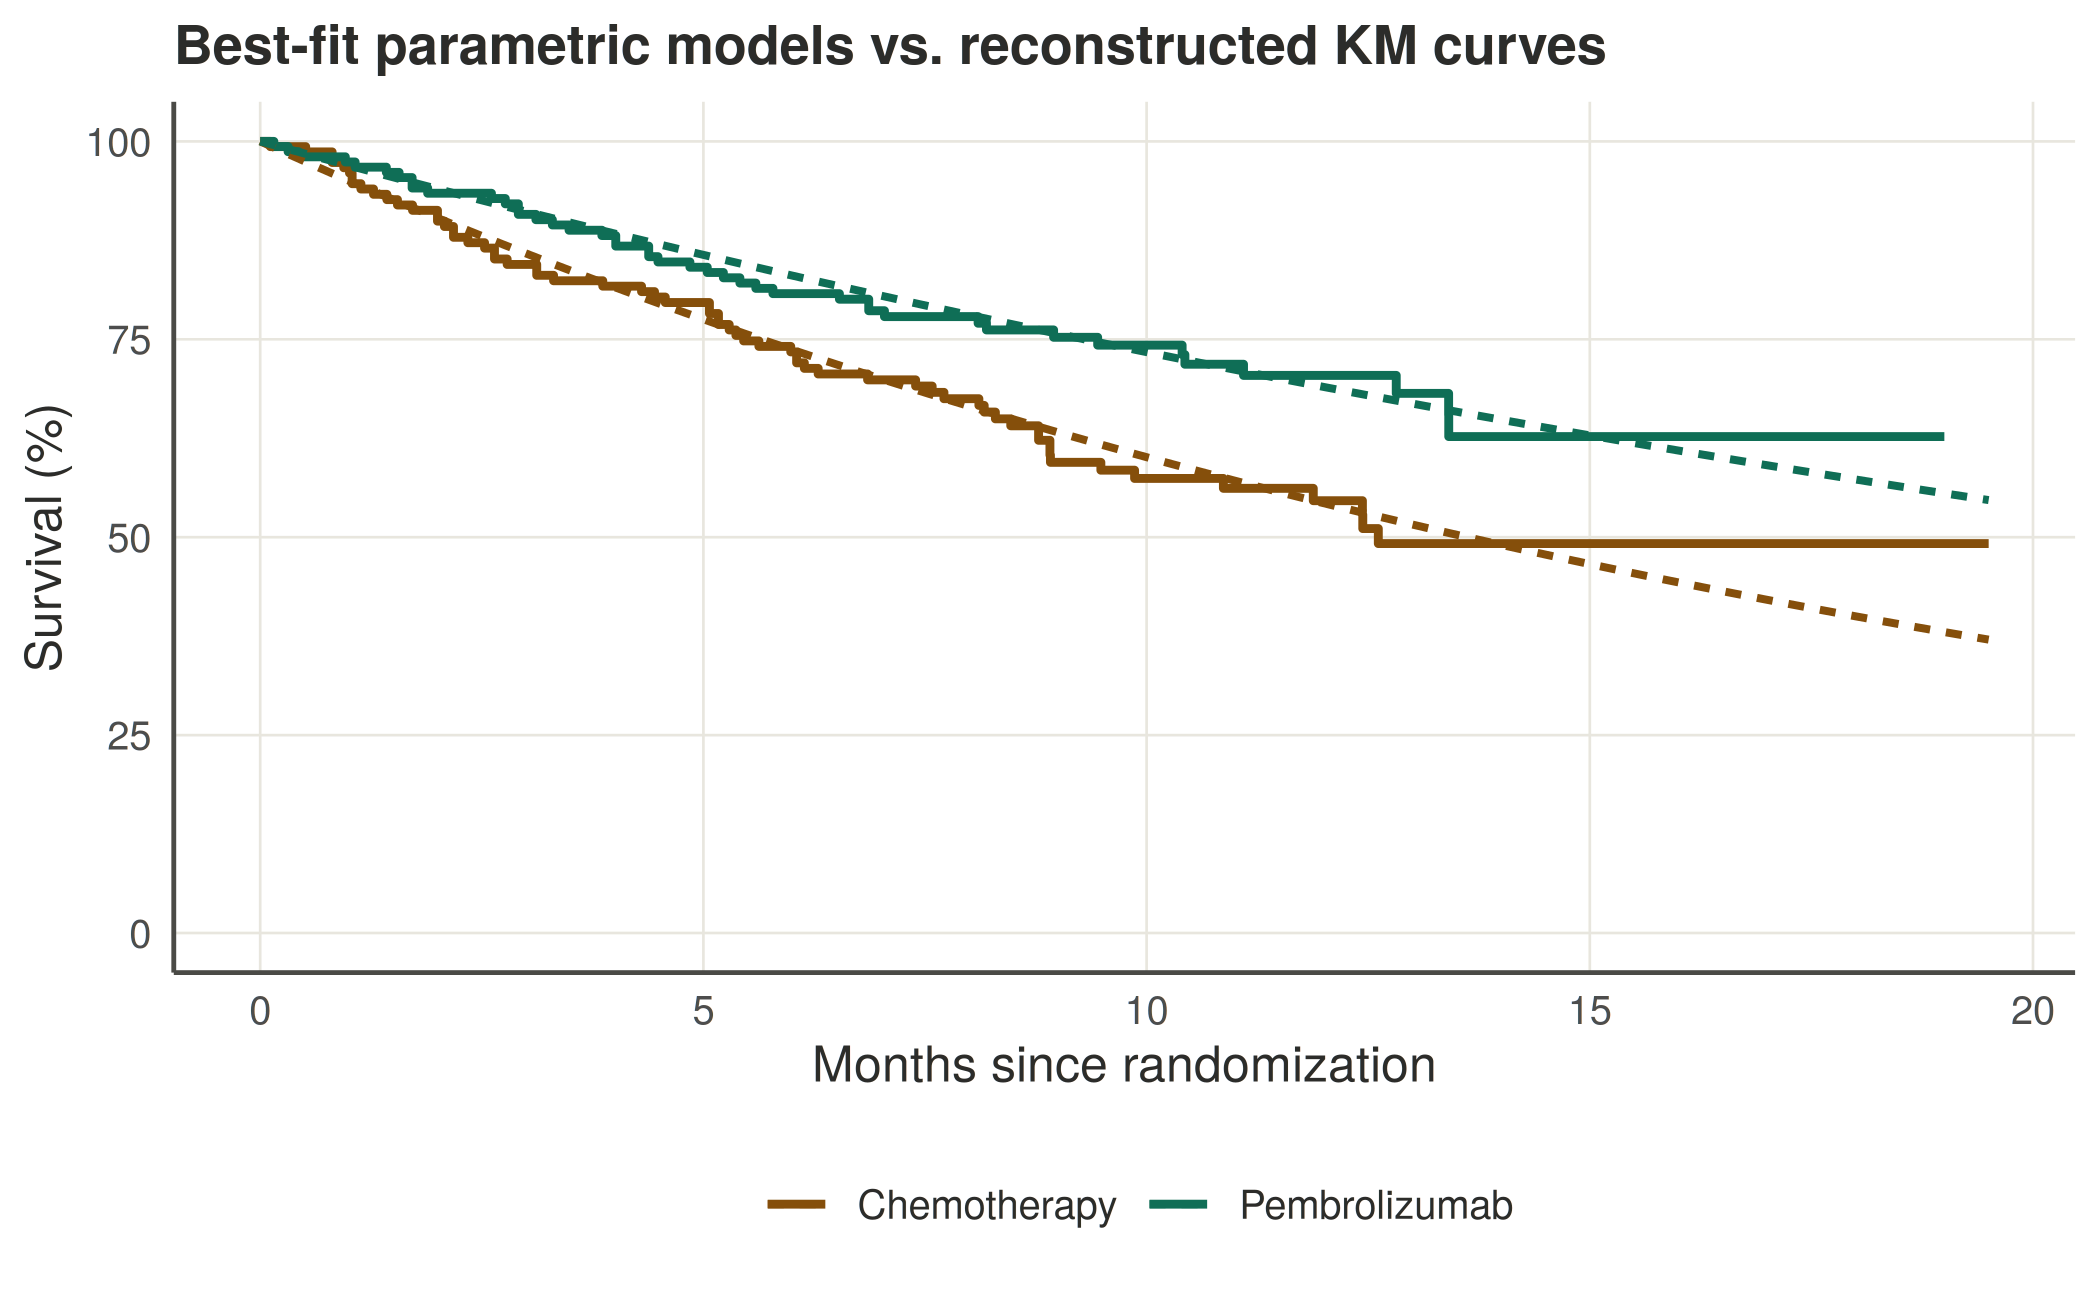 Best-fit parametric models vs. reconstructed KM curves
100
75
50
25
0
Survival (%)
0 5 10 15 20
Months since randomization
Chemotherapy Pembrolizumab